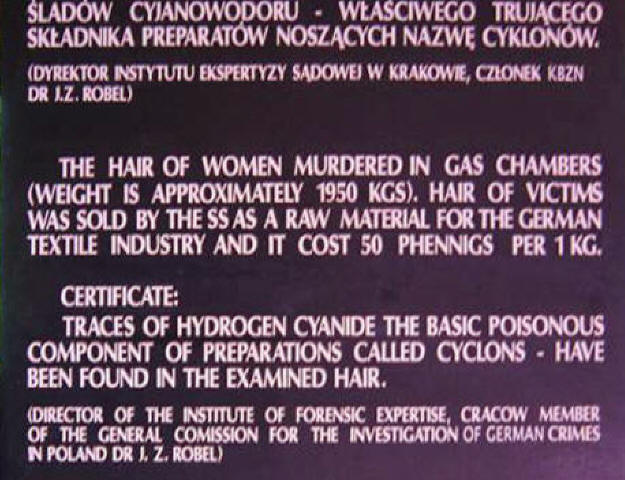 ŚLADÓW CYJANOWODORU - WŁAŚCIWEGO TRUJĄCEGO
SKŁADNIKA PREPARATÓW NOSZĄCYCH NAZWĘ CYKLONÓW.
(DYREKTOR INSTYTUTU EKSPERTYZY SĄDOWEJ W KRAKOWIE, CZŁONEK KBZN
DR J.Z. ROBEL)
THE HAIR OF WOMEN MURDERED IN GAS CHAMBERS
(WEIGHT IS APPROXIMATELY 1950 KGS). HAIR OF VICTIMS
WAS SOLD BY THE SS AS A RAW MATERIAL FOR THE GERMAN
TEXTILE INDUSTRY AND IT COST 50 PHENNIGS PER 1 KG.
CERTIFICATE:
TRACES OF HYDROGEN CYANIDE THE BASIC POISONOUS
COMPONENT OF PREPARATIONS CALLED CYCLONS - HAVE
BEEN FOUND IN THE EXAMINED HAIR.
(DIRECTOR OF THE INSTITUTE OF FORENSIC EXPERTISE, CRACOW MEMBER
OF THE GENERAL COMISSION FOR THE INVESTIGATION OF GERMAN CRIMES
IN POLAND DR J. Z. ROBEL)